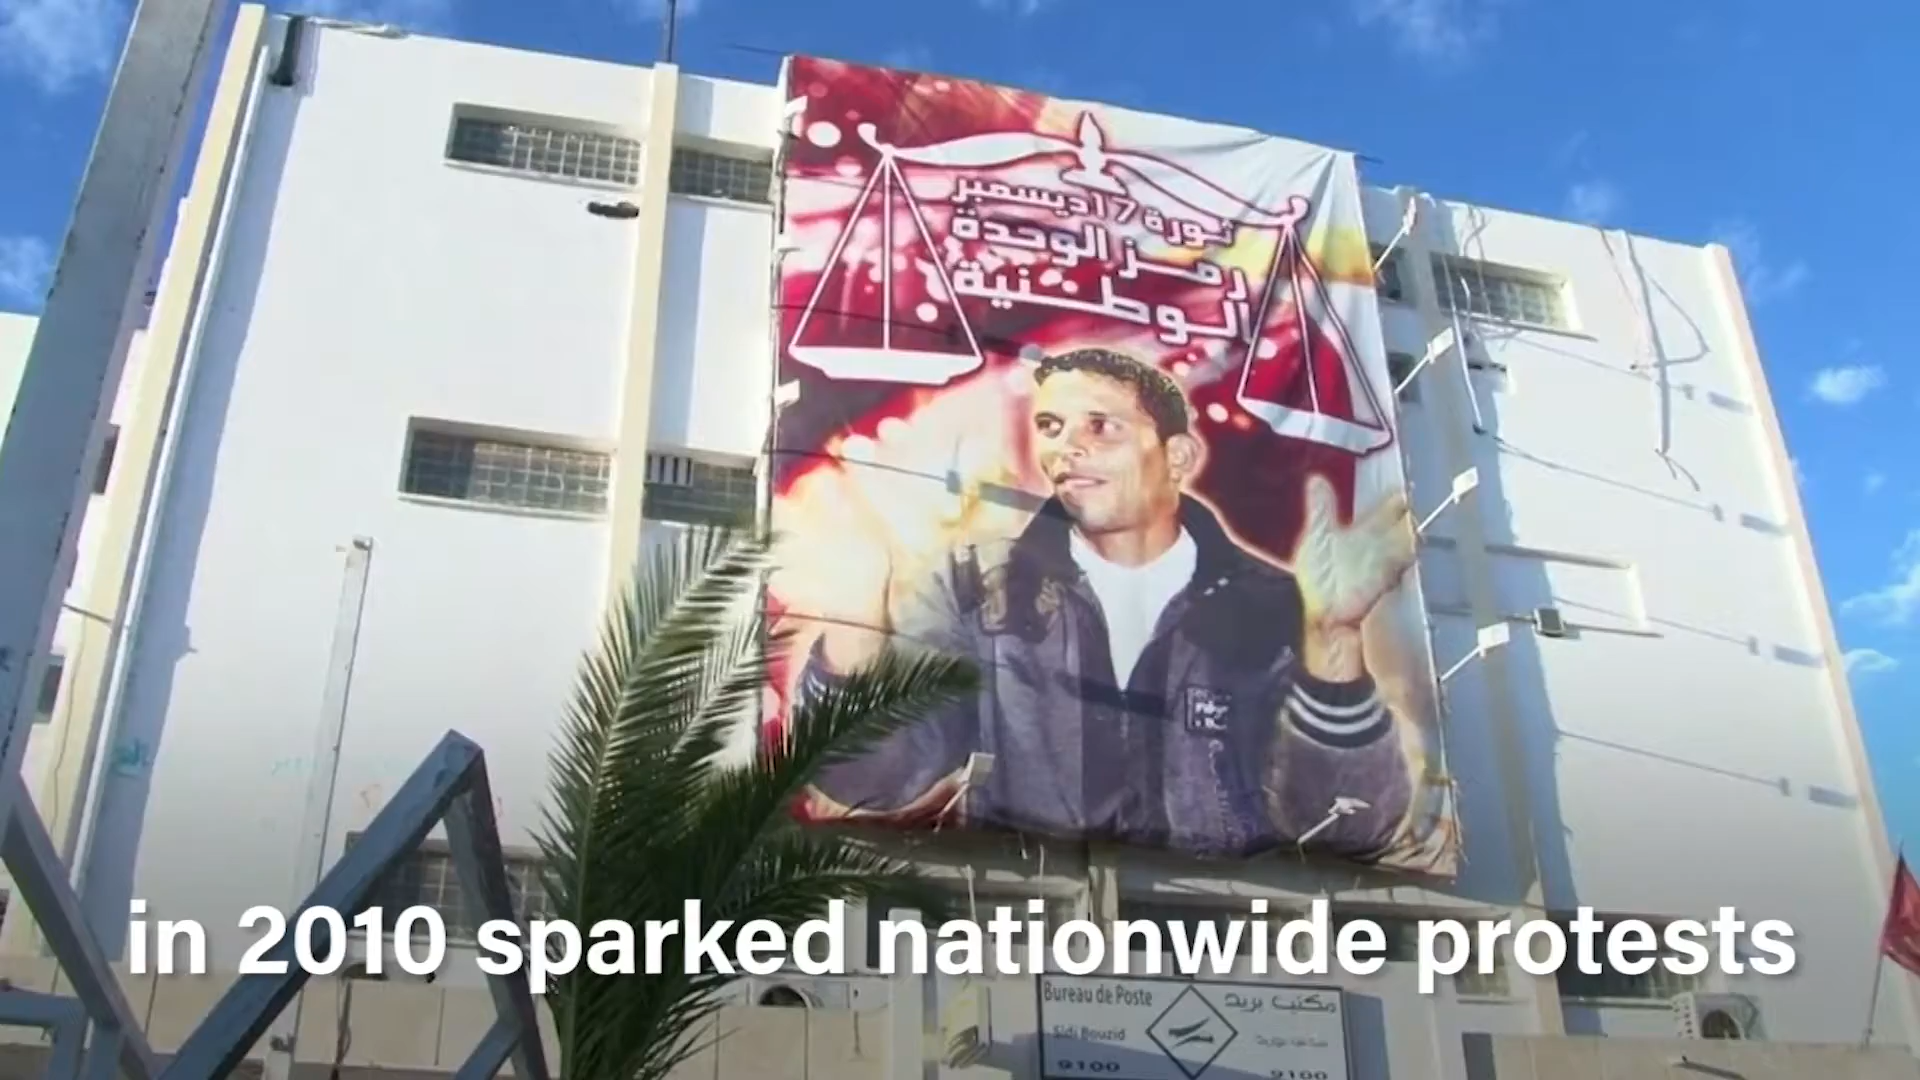 ثورة 17 ديسمبر
رمز الوحدة
الوطنية
in 2010 sparked nationwide protests
Bureau de Poste
مكتب بريد
Sidi Bouzid
9100
9100